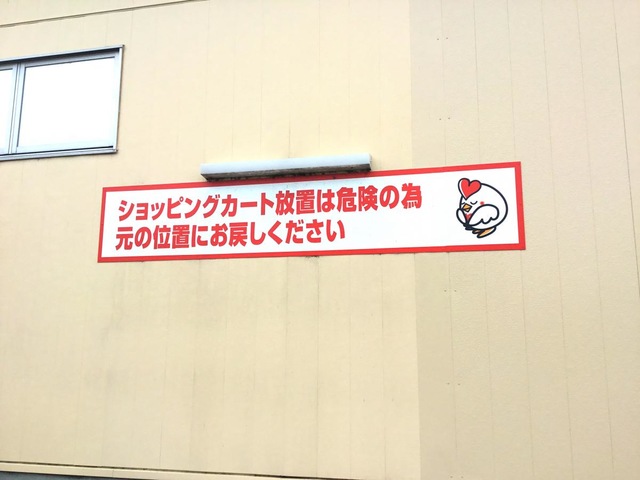 ショッピングカート放置は危険の為
元の位置にお戻しください